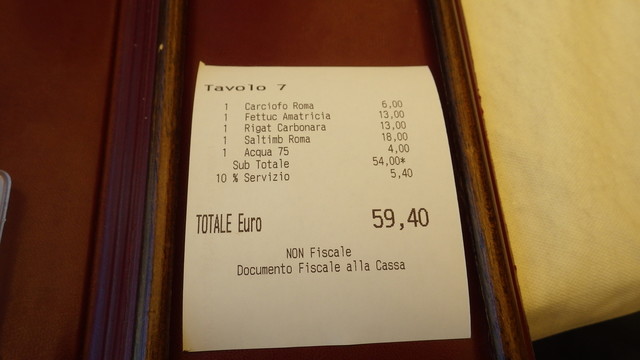 Tavolo 7
1 Carciofo Roma 6,00
1 Fettuc Amatricia 13,00
1 Rigat Carbonara 13,00
1 Saltimb Roma 18,00
1 Acqua 75 4,00
Sub Totale 54,00*
10 % Servizio 5,40
TOTALE Euro 59,40
NON Fiscale
Documento Fiscale alla Cassa